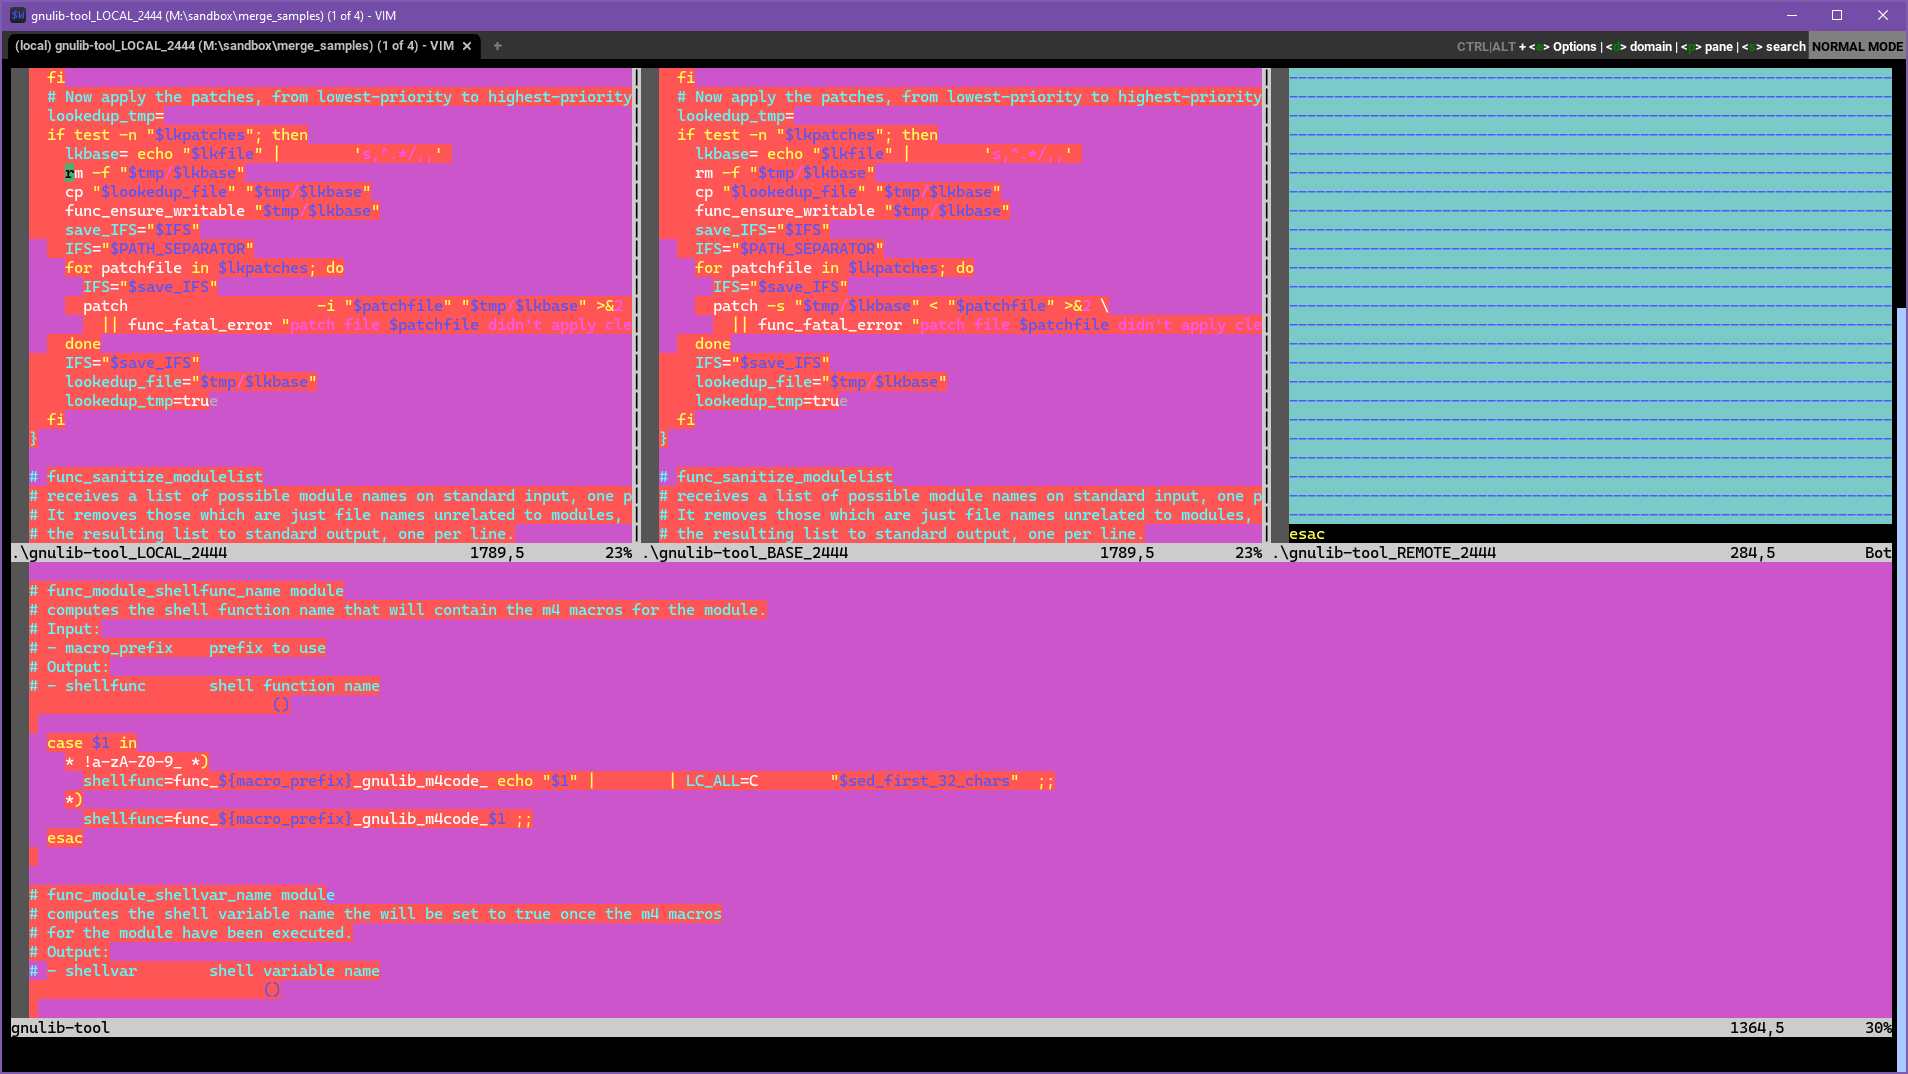 gnulib-tool_LOCAL_2444 (M:\sandbox\merge_samples) (1 of 4) - VIM
(local) gnulib-tool_LOCAL_2444 (M:\sandbox\merge_samples) (1 of 4) - VIM ✕ +
CTRL|ALT + <o> Options | <d> domain | <p> pane | <s> search NORMAL MODE
fi
# Now apply the patches, from lowest-priority to highest-priority
lookedup_tmp=
if test -n "$lkpatches"; then
lkbase= echo "$lkfile" | 's,^.*/,,'
rm -f "$tmp/$lkbase"
cp "$lookedup_file" "$tmp/$lkbase"
func_ensure_writable "$tmp/$lkbase"
save_IFS="$IFS"
IFS="$PATH_SEPARATOR"
for patchfile in $lkpatches; do
IFS="$save_IFS"
patch -i "$patchfile" "$tmp/$lkbase" >&2
|| func_fatal_error "patch file $patchfile didn't apply cle
done
IFS="$save_IFS"
lookedup_file="$tmp/$lkbase"
lookedup_tmp=true
fi
}
# func_sanitize_modulelist
# receives a list of possible module names on standard input, one p
# It removes those which are just file names unrelated to modules,
# the resulting list to standard output, one per line.
.\gnulib-tool_LOCAL_2444 1789,5 23%
fi
# Now apply the patches, from lowest-priority to highest-priority
lookedup_tmp=
if test -n "$lkpatches"; then
lkbase= echo "$lkfile" | 's,^.*/,,'
rm -f "$tmp/$lkbase"
cp "$lookedup_file" "$tmp/$lkbase"
func_ensure_writable "$tmp/$lkbase"
save_IFS="$IFS"
IFS="$PATH_SEPARATOR"
for patchfile in $lkpatches; do
IFS="$save_IFS"
patch -s "$tmp/$lkbase" < "$patchfile" >&2 \
|| func_fatal_error "patch file $patchfile didn't apply cle
done
IFS="$save_IFS"
lookedup_file="$tmp/$lkbase"
lookedup_tmp=true
fi
}
# func_sanitize_modulelist
# receives a list of possible module names on standard input, one p
# It removes those which are just file names unrelated to modules,
# the resulting list to standard output, one per line.
.\gnulib-tool_BASE_2444 1789,5 23%
esac
.\gnulib-tool_REMOTE_2444 284,5 Bot
# func_module_shellfunc_name module
# computes the shell function name that will contain the m4 macros for the module.
# Input:
# - macro_prefix prefix to use
# Output:
# - shellfunc shell function name
()
case $1 in
* !a-zA-Z0-9_ *)
shellfunc=func_${macro_prefix}_gnulib_m4code_ echo "$1" | | LC_ALL=C "$sed_first_32_chars" ;;
*)
shellfunc=func_${macro_prefix}_gnulib_m4code_$1 ;;
esac
# func_module_shellvar_name module
# computes the shell variable name the will be set to true once the m4 macros
# for the module have been executed.
# Output:
# - shellvar shell variable name
()
gnulib-tool 1364,5 30%